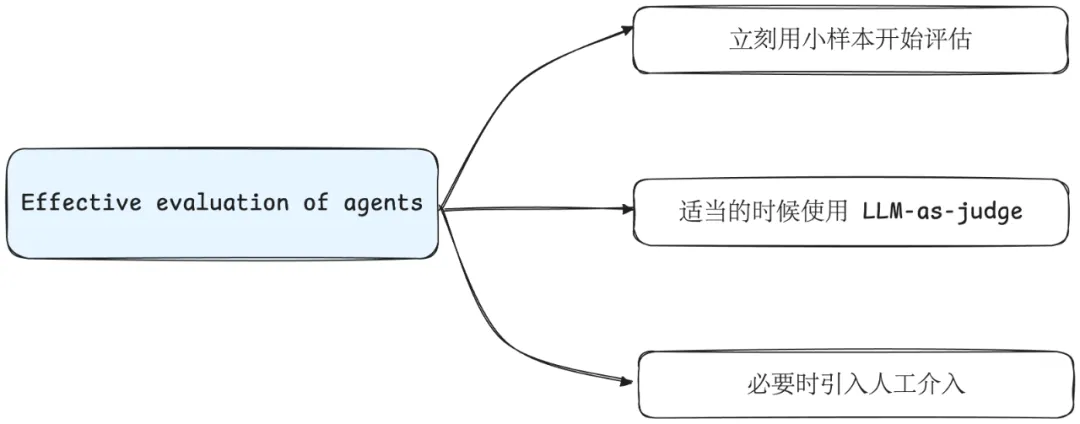 Effective evaluation of agents
立刻用小样本开始评估
适当的时候使用 LLM-as-judge
必要时引入人工介入